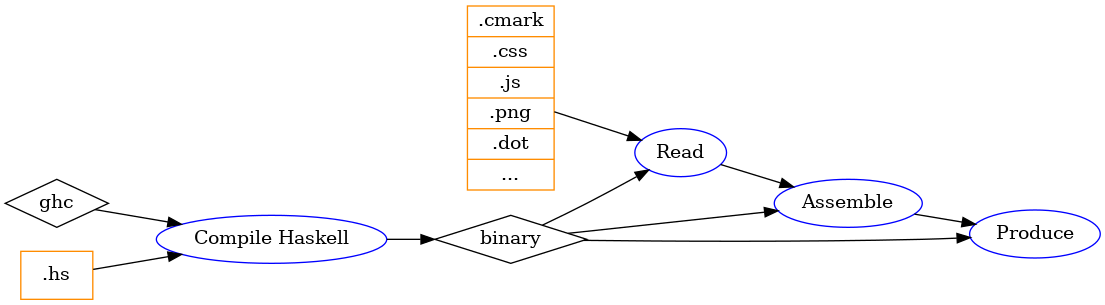 .cmark
.css
.js
.png
.dot
...
Read
ghc
Assemble
Compile Haskell
binary
Produce
.hs